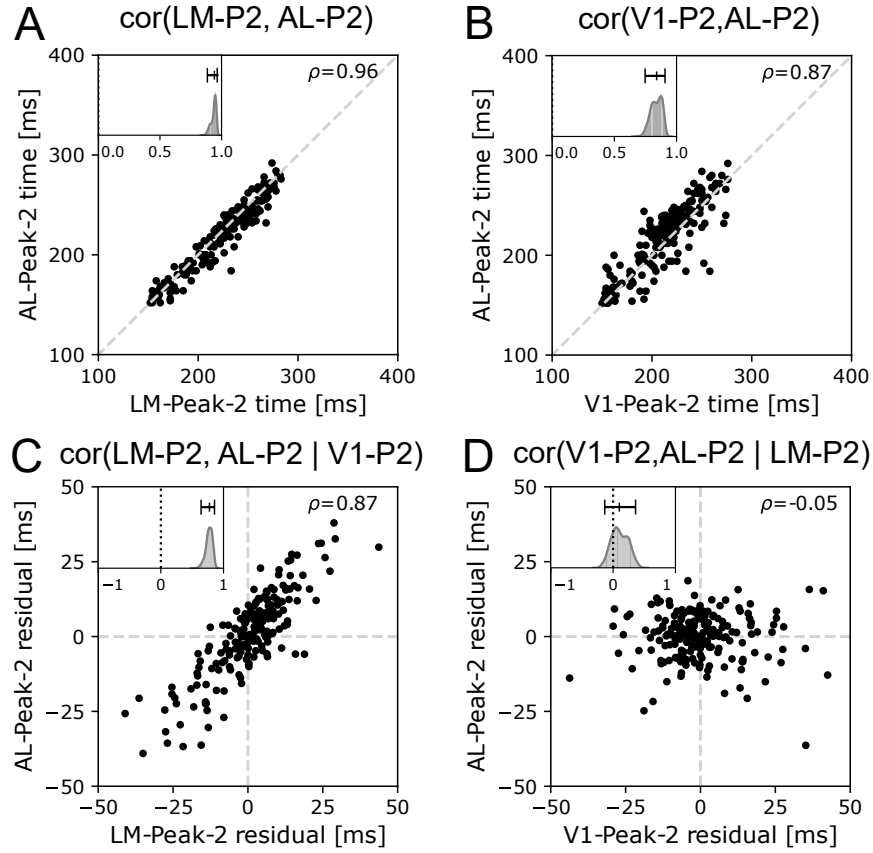 A cor(LM-P2, AL-P2)
400
300
200
100
AL-Peak-2 time [ms]
ρ=0.96
0.0 0.5 1.0
100 200 300 400
LM-Peak-2 time [ms]
B cor(V1-P2,AL-P2)
400
300
200
100
AL-Peak-2 time [ms]
ρ=0.87
0.0 0.5 1.0
100 200 300 400
V1-Peak-2 time [ms]
C cor(LM-P2, AL-P2 | V1-P2)
50
25
0
−25
−50
AL-Peak-2 residual [ms]
ρ=0.87
−1 0 1
−50 −25 0 25 50
LM-Peak-2 residual [ms]
D cor(V1-P2,AL-P2 | LM-P2)
50
25
0
−25
−50
AL-Peak-2 residual [ms]
ρ=-0.05
−1 0 1
−50 −25 0 25 50
V1-Peak-2 residual [ms]